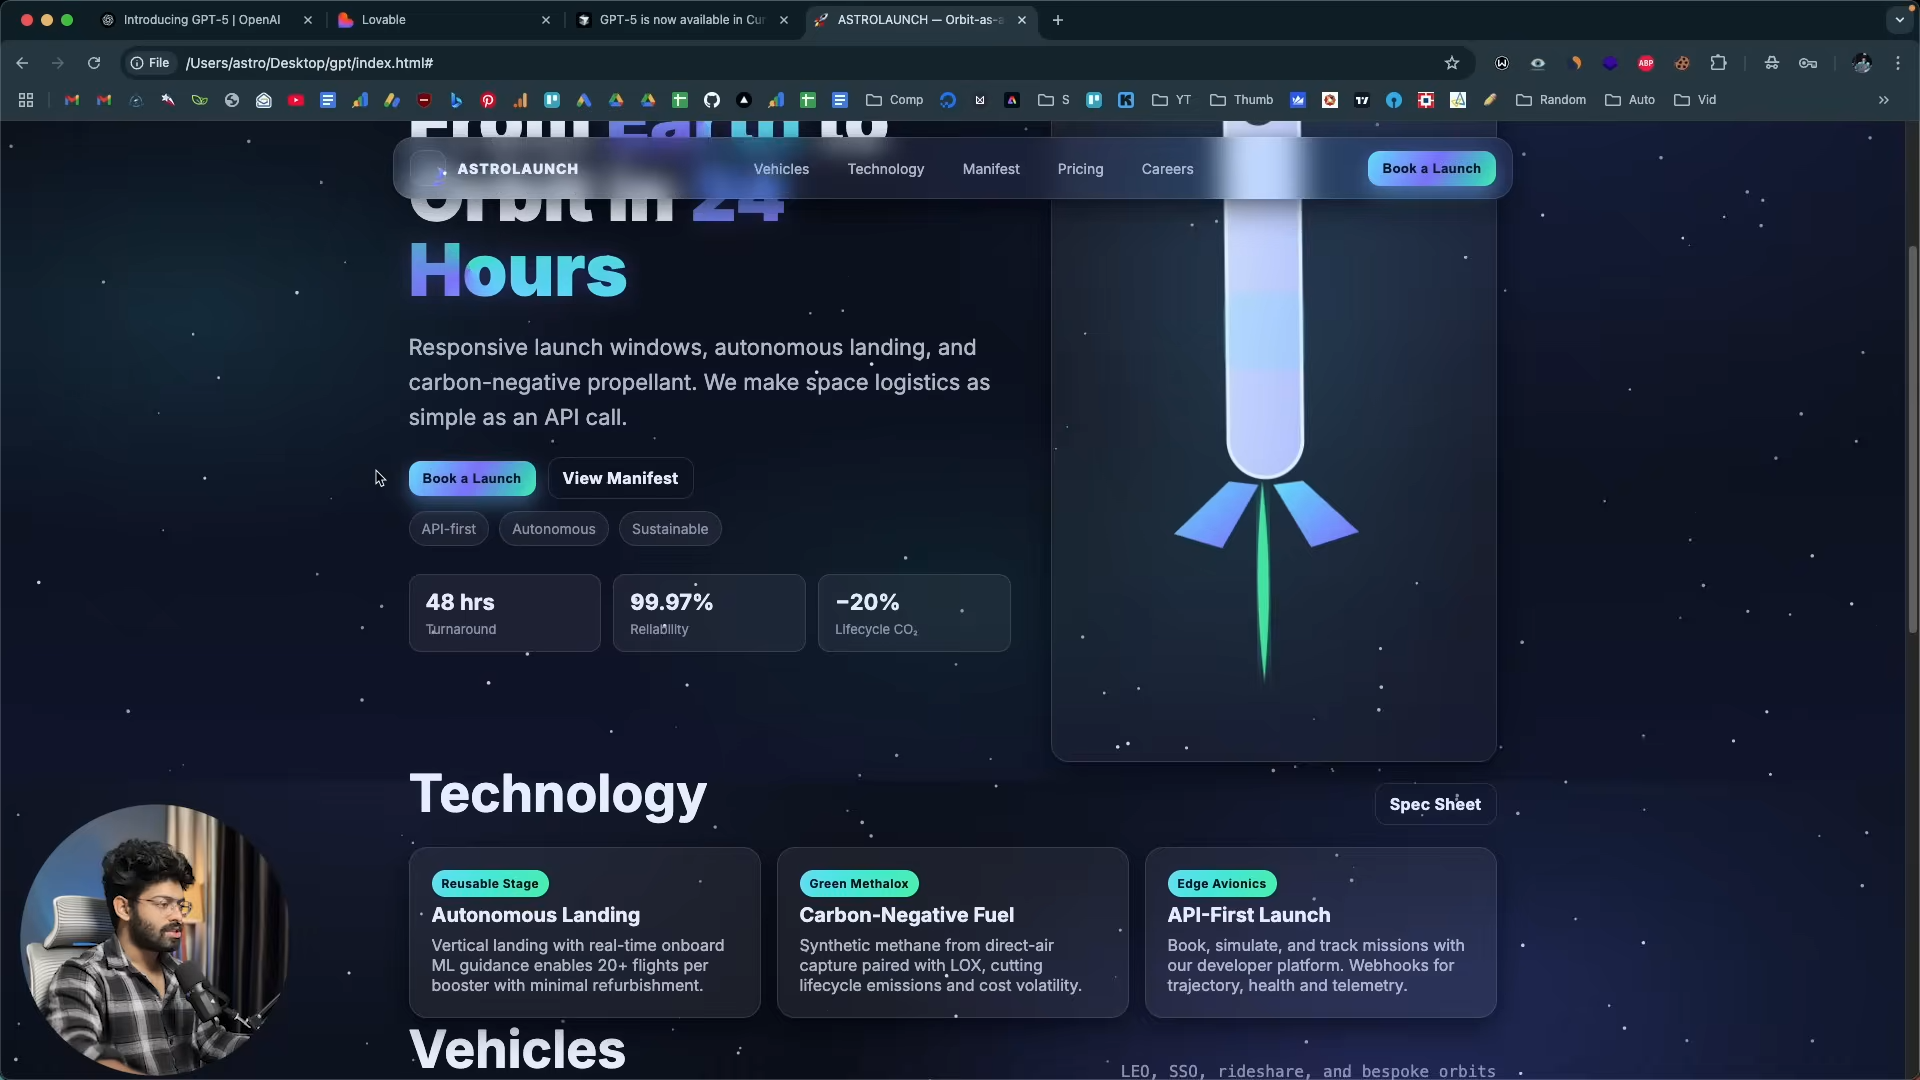 Introducing GPT-5 | OpenAI
Lovable
GPT-5 is now available in Cur
ASTROLAUNCH — Orbit-as-a
File
/Users/astro/Desktop/gpt/index.html#
ABP
Comp
S
YT
Thumb
Random
Auto
Vid
From Earth to
ASTROLAUNCH
Vehicles
Technology
Manifest
Pricing
Careers
Book a Launch
Orbit in 24
Hours
Responsive launch windows, autonomous landing, and
carbon-negative propellant. We make space logistics as
simple as an API call.
Book a Launch
View Manifest
API-first
Autonomous
Sustainable
48 hrs
Turnaround
99.97%
Reliability
−20%
Lifecycle CO₂
Technology
Spec Sheet
Reusable Stage
Autonomous Landing
Vertical landing with real-time onboard
ML guidance enables 20+ flights per
booster with minimal refurbishment.
Green Methalox
Carbon-Negative Fuel
Synthetic methane from direct-air
capture paired with LOX, cutting
lifecycle emissions and cost volatility.
Edge Avionics
API-First Launch
Book, simulate, and track missions with
our developer platform. Webhooks for
trajectory, health and telemetry.
Vehicles
LEO, SSO, rideshare, and bespoke orbits